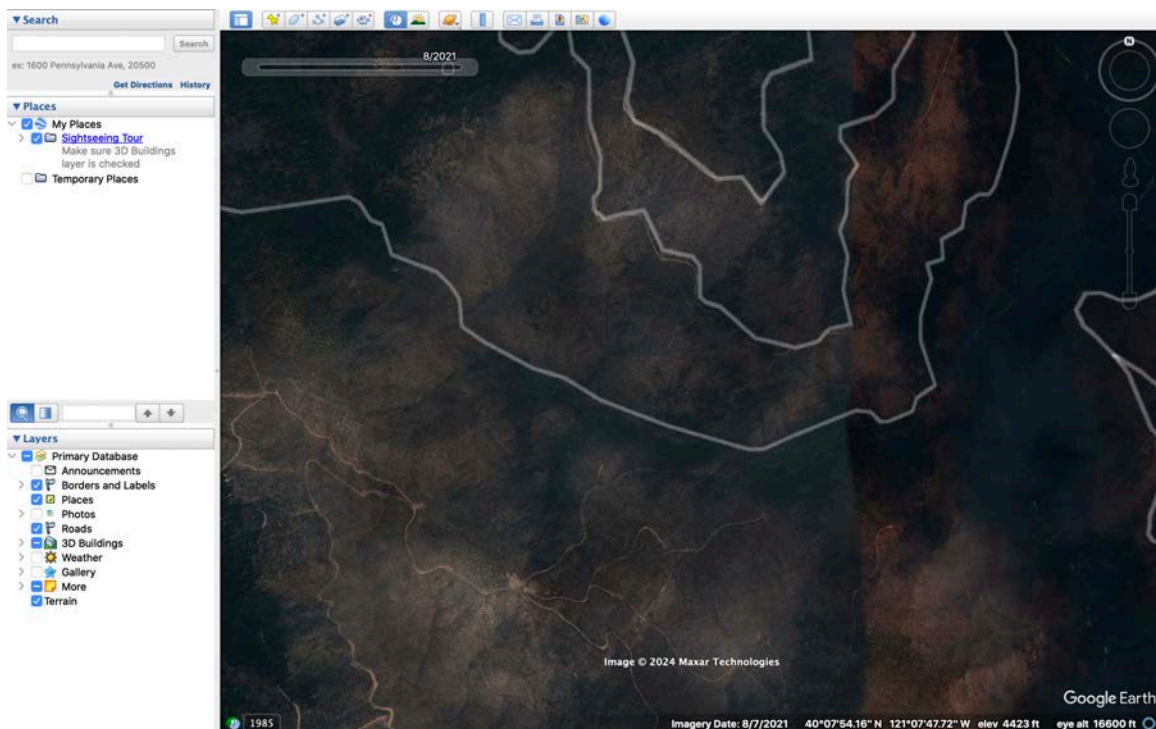 Search
Search
ex: 1600 Pennsylvania Ave, 20500
Get Directions History
Places
My Places
Sightseeing Tour
Make sure 3D Buildings
layer is checked
Temporary Places
Layers
Primary Database
Announcements
Borders and Labels
Places
Photos
Roads
3D Buildings
Weather
Gallery
More
Terrain
8/2021
N
Image © 2024 Maxar Technologies
Google Earth
1985
Imagery Date: 8/7/2021 40°07'54.16" N 121°07'47.72" W elev 4423 ft eye alt 16600 ft